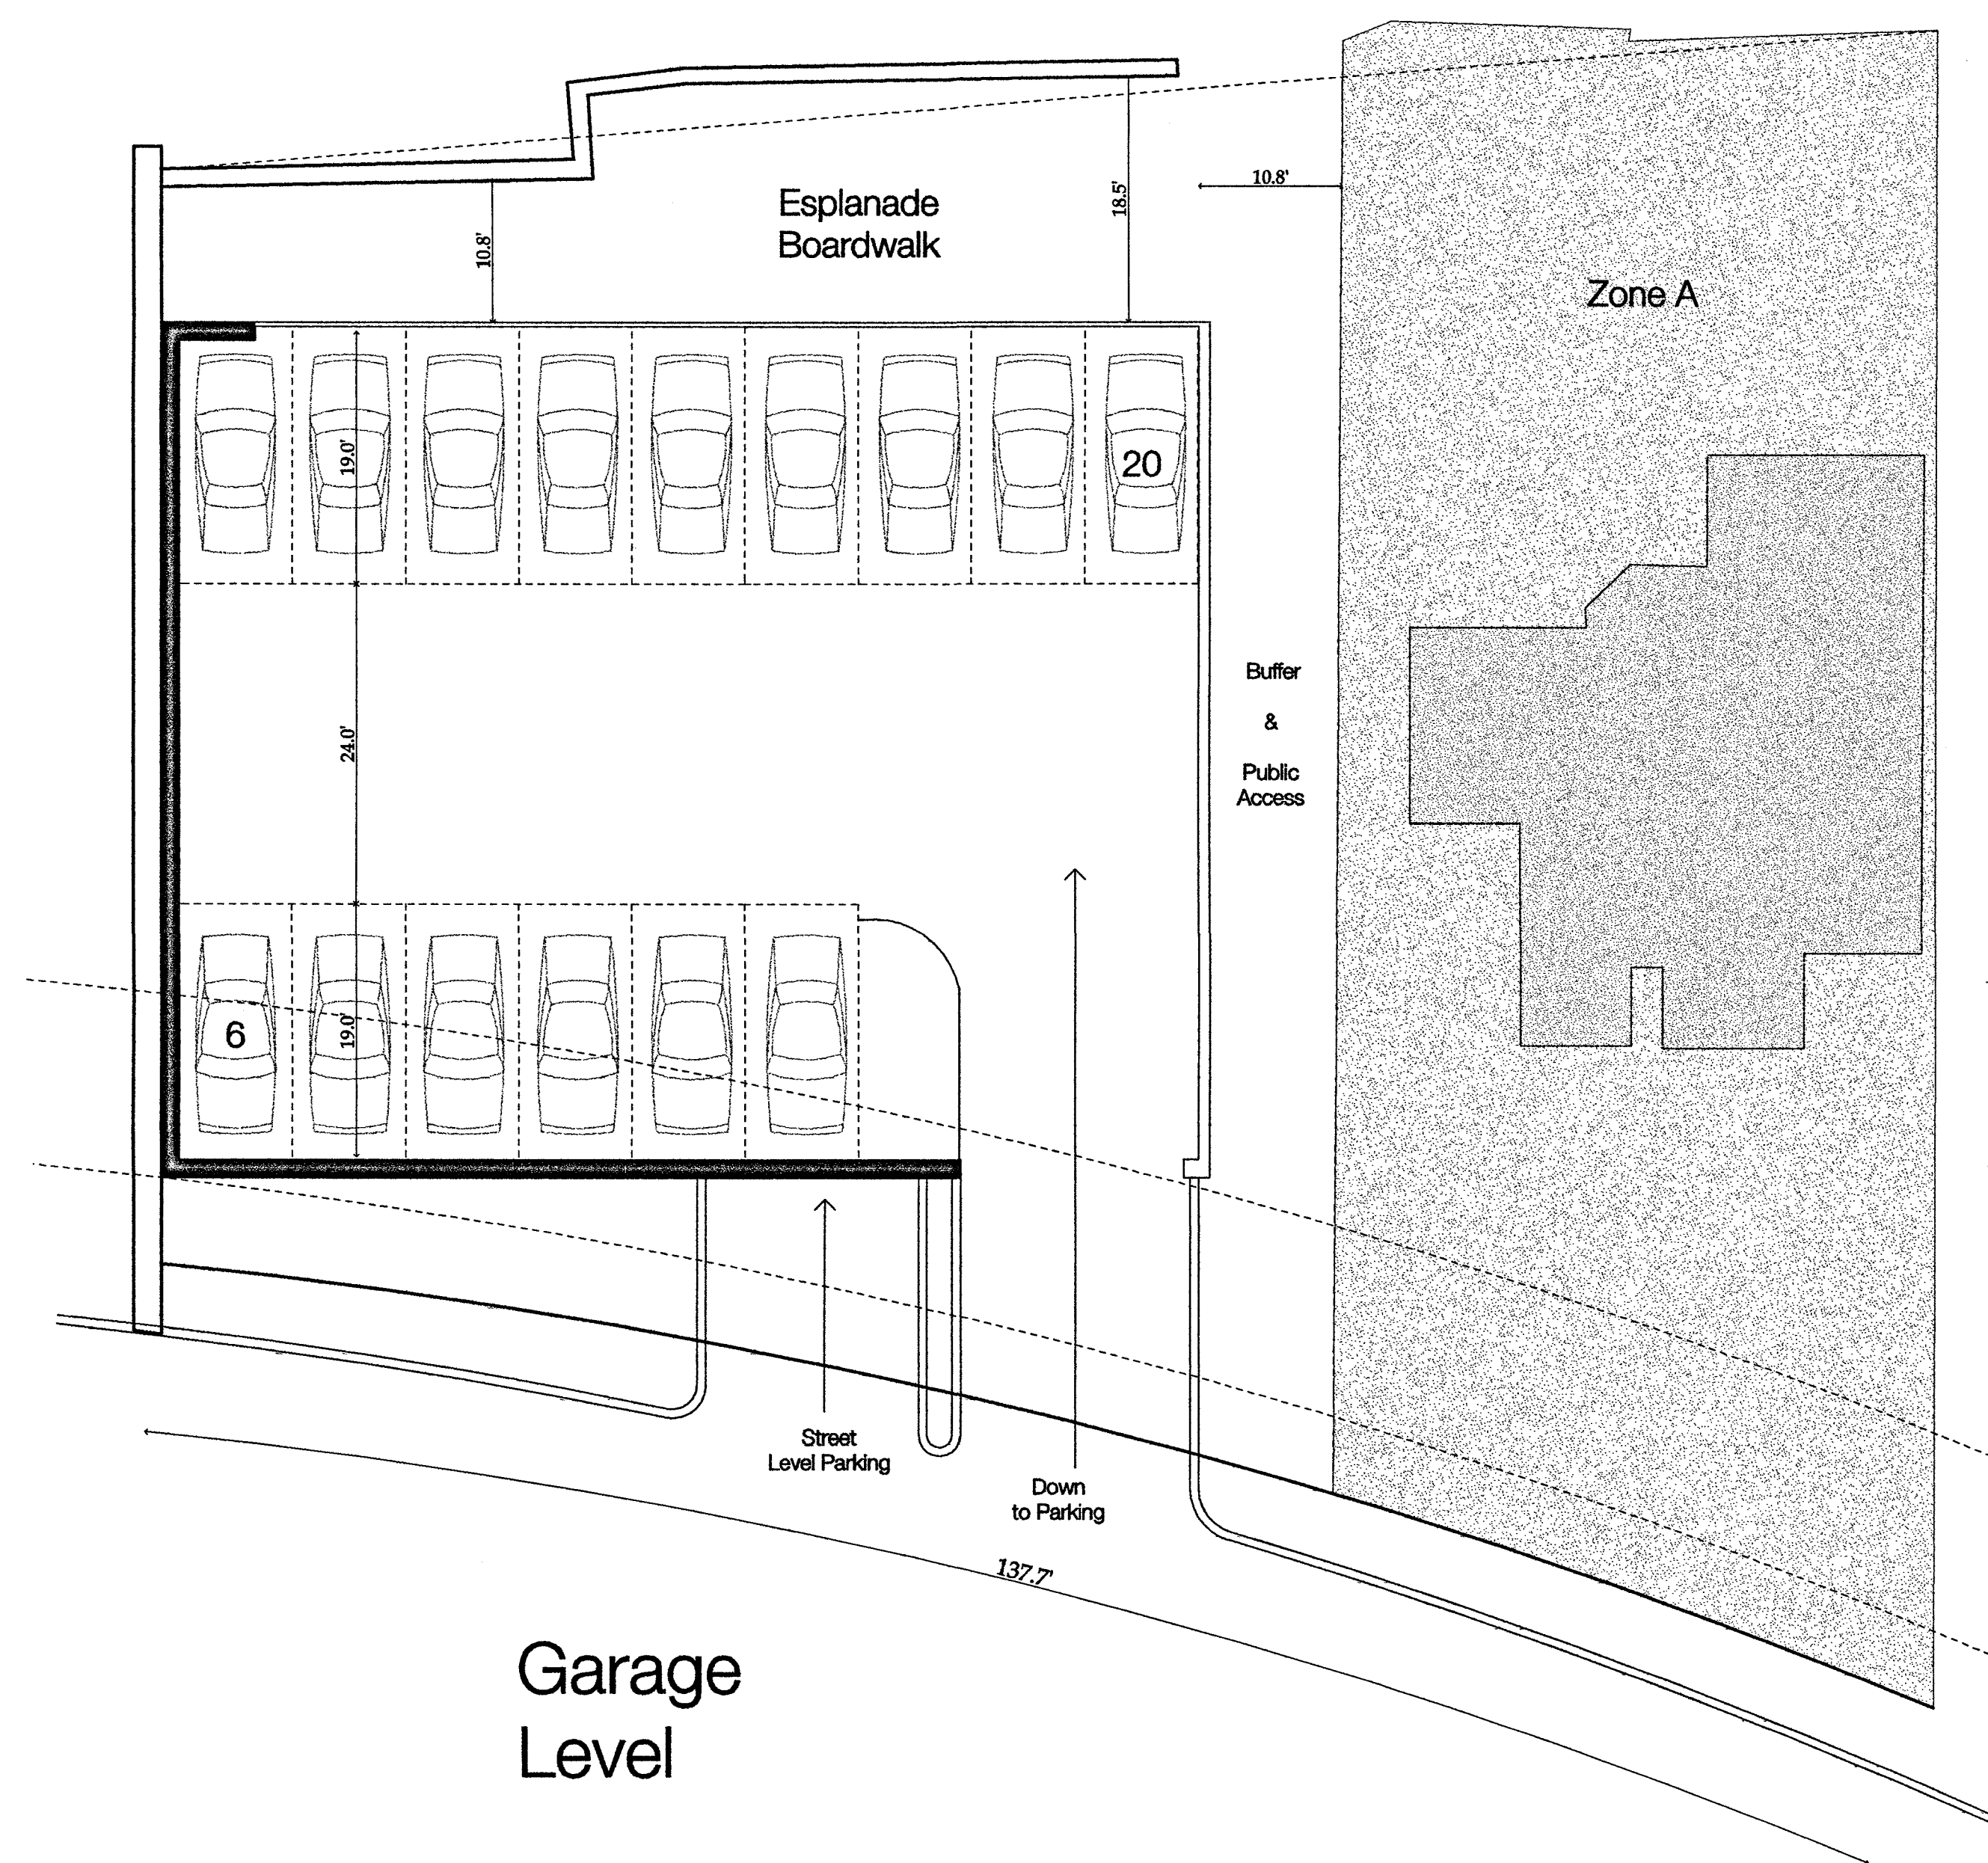 Esplanade
Boardwalk
10.8'
18.5'
10.8'
Zone A
19.0'
20
24.0'
Buffer
&
Public
Access
6
19.0'
Street
Level Parking
Down
to Parking
137.7'
Garage
Level